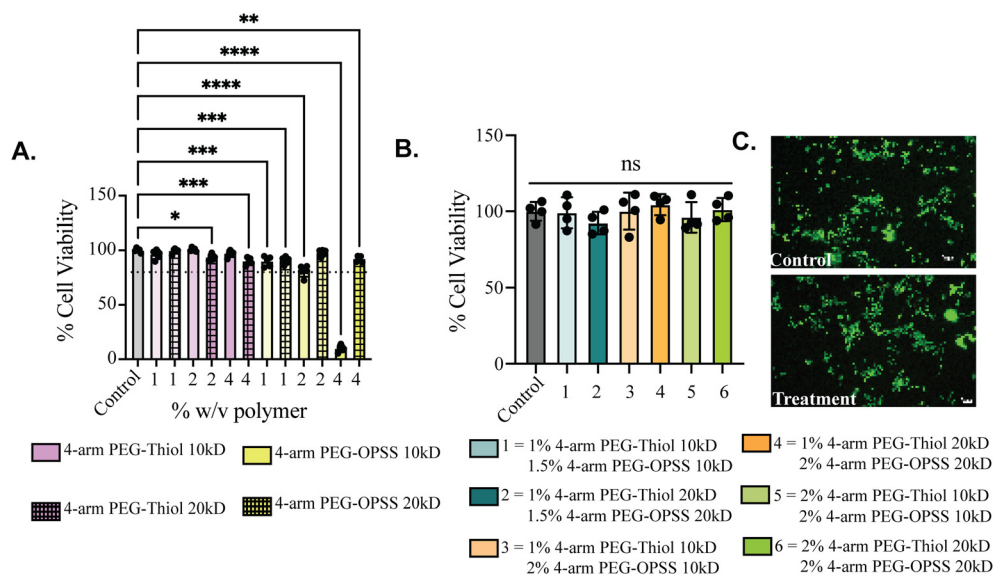 **
****
****
***
***
***
*
A.
% Cell Viability
150
100
50
0
Control
1
1
2
2
4
4
1
1
2
2
4
4
% w/v polymer
4-arm PEG-Thiol 10kD
4-arm PEG-OPSS 10kD
4-arm PEG-Thiol 20kD
4-arm PEG-OPSS 20kD
B.
% Cell Viability
150
100
50
0
ns
Control
1
2
3
4
5
6
1 = 1% 4-arm PEG-Thiol 10kD
1.5% 4-arm PEG-OPSS 10kD
2 = 1% 4-arm PEG-Thiol 20kD
1.5% 4-arm PEG-OPSS 20kD
3 = 1% 4-arm PEG-Thiol 10kD
2% 4-arm PEG-OPSS 10kD
4 = 1% 4-arm PEG-Thiol 20kD
2% 4-arm PEG-OPSS 20kD
5 = 2% 4-arm PEG-Thiol 10kD
2% 4-arm PEG-OPSS 10kD
6 = 2% 4-arm PEG-Thiol 20kD
2% 4-arm PEG-OPSS 20kD
C.
Control
Treatment